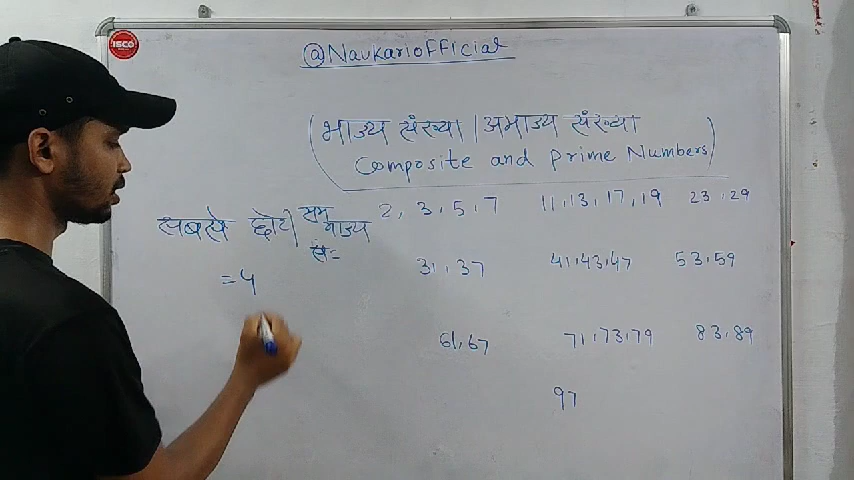 ISCO
@Naukariofficial
(भाज्य संख्या | अभाज्य संख्या
Composite and prime Numbers)
सबसे छोटी सम भाज्य सं:-
= 4
2, 3, 5, 7 11, 13, 17, 19 23, 29
31, 37 41, 43, 47 53, 59
61, 67 71, 73, 79 83, 89
97